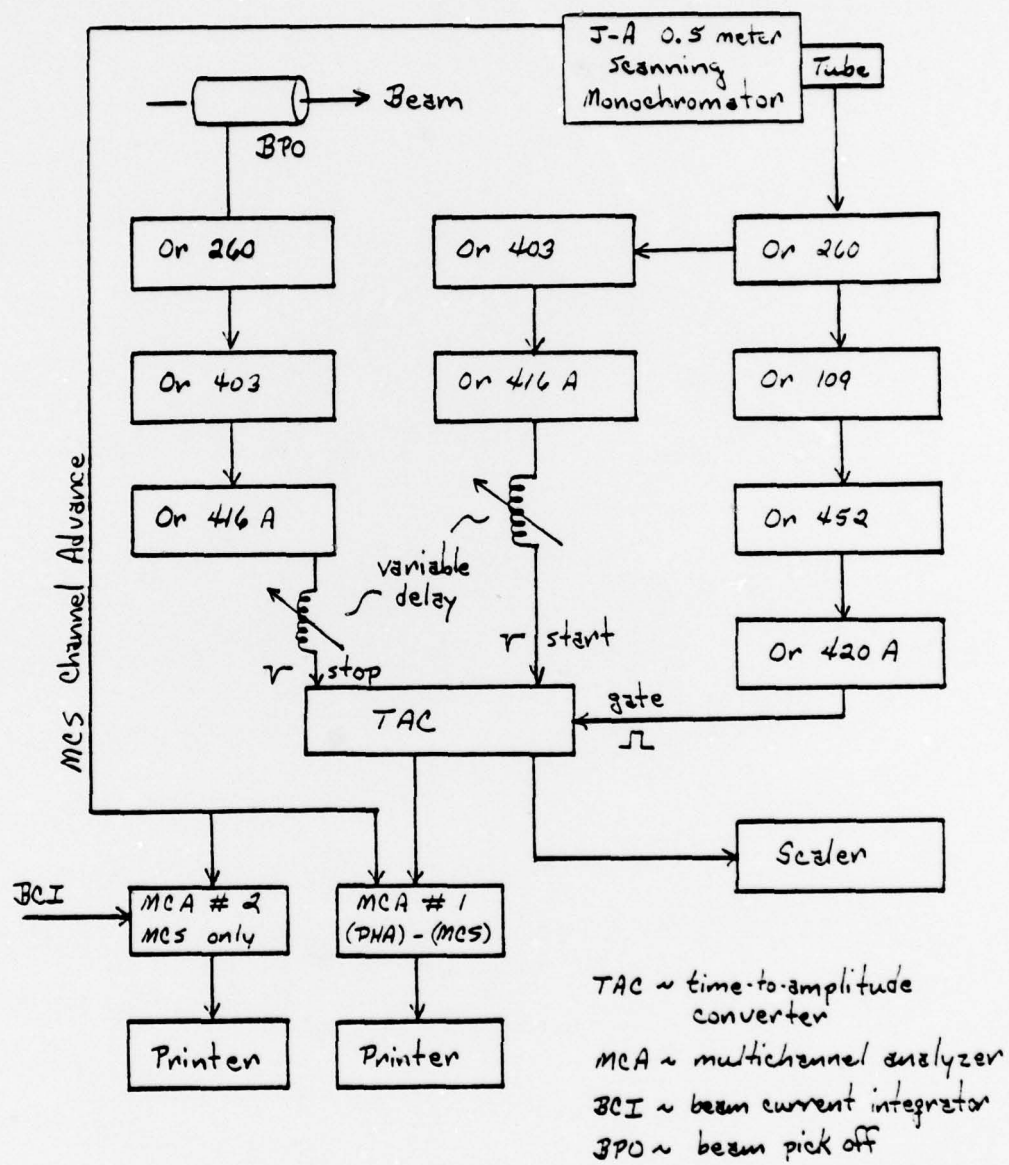 J-A 0.5 meter
Scanning
Monochromator
Tube
Beam
BPO
Or 260
Or 403
Or 260
Or 403
Or 416 A
Or 109
Or 416 A
Or 452
variable
delay
MCS Channel Advance
stop
start
Or 420 A
TAC
gate
Scaler
BCI
MCA # 2
MCS only
MCA # 1
(PHA) - (MCS)
Printer
Printer
TAC ~ time-to-amplitude
converter
MCA ~ multichannel analyzer
BCI ~ beam current integrator
BPO ~ beam pick off